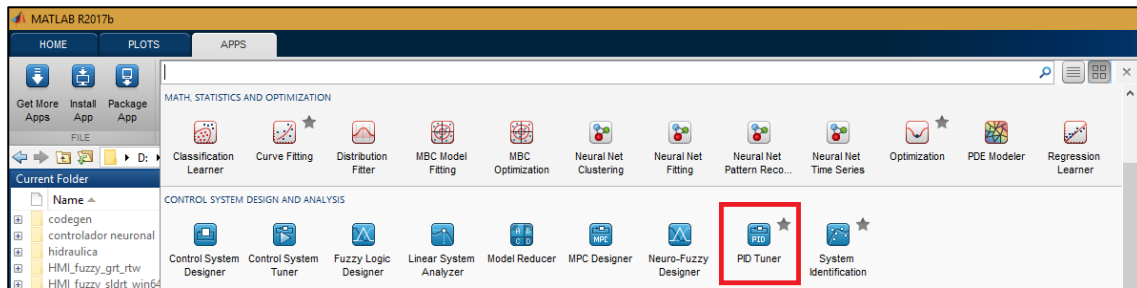 MATLAB R2017b
HOME PLOTS APPS
Get More Apps
Install App
Package App
FILE
MATH, STATISTICS AND OPTIMIZATION
Classification Learner
Curve Fitting
Distribution Fitter
MBC Model Fitting
MBC Optimization
Neural Net Clustering
Neural Net Fitting
Neural Net Pattern Reco...
Neural Net Time Series
Optimization
PDE Modeler
Regression Learner
D:
Current Folder
Name
codegen
controlador neuronal
hidraulica
HMI_fuzzy_grt_rtw
HMI_fuzzy_sldrt_win64
CONTROL SYSTEM DESIGN AND ANALYSIS
Control System Designer
Control System Tuner
Fuzzy Logic Designer
Linear System Analyzer
A B
C D
Model Reducer
MPC
MPC Designer
Neuro-Fuzzy Designer
PID
PID Tuner
System Identification